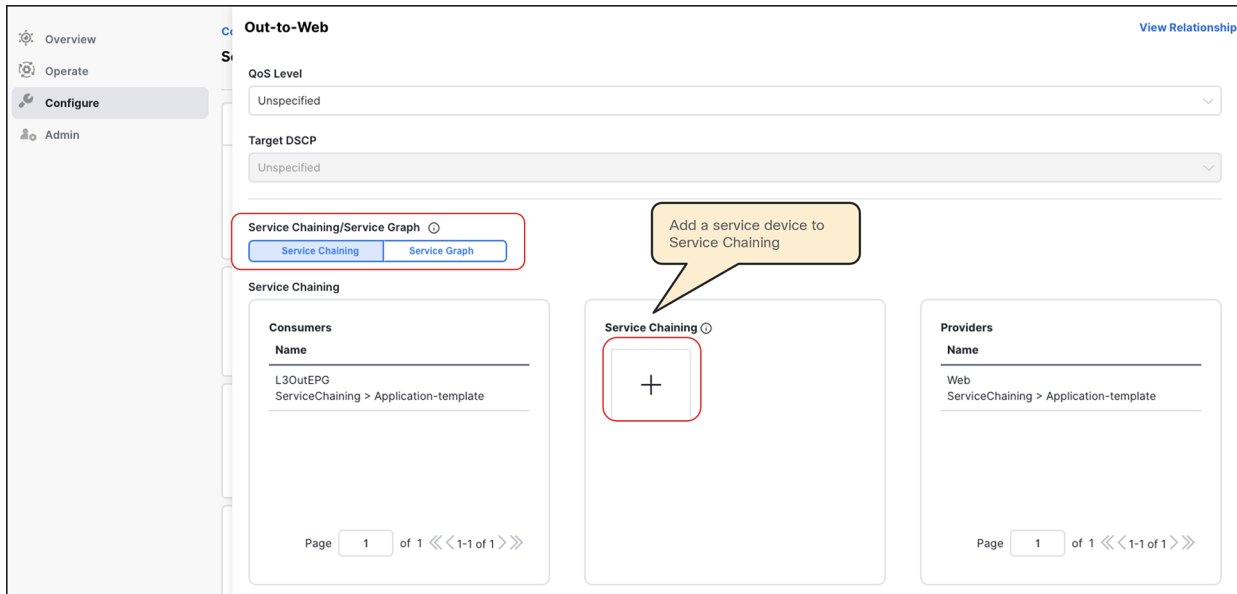 Overview
Operate
Configure
Admin
Co
Se
Out-to-Web
View Relationship
QoS Level
Unspecified
Target DSCP
Unspecified
Service Chaining/Service Graph
Service Chaining
Service Graph
Add a service device to
Service Chaining
Service Chaining
Consumers
Name
L3OutEPG
ServiceChaining > Application-template
Page 1 of 1 1-1 of 1
Service Chaining
+
Providers
Name
Web
ServiceChaining > Application-template
Page 1 of 1 1-1 of 1